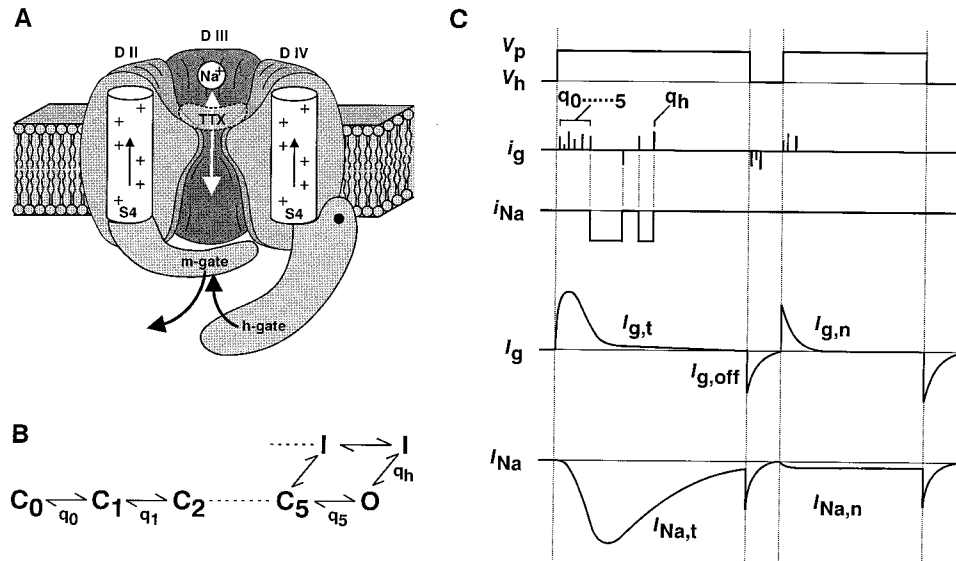 A
D II
D III
D IV
Na+
TTX
+ +
+ +
+ +
+ +
+ +
+ +
S4
S4
m-gate
h-gate
B
I I
qh
C0 C1 C2 C5 O
q0 q1 q5
C
Vp
Vh
q0......5
qh
ig
iNa
Ig,t
Ig,n
Ig
Ig,off
INa
INa,t
INa,n